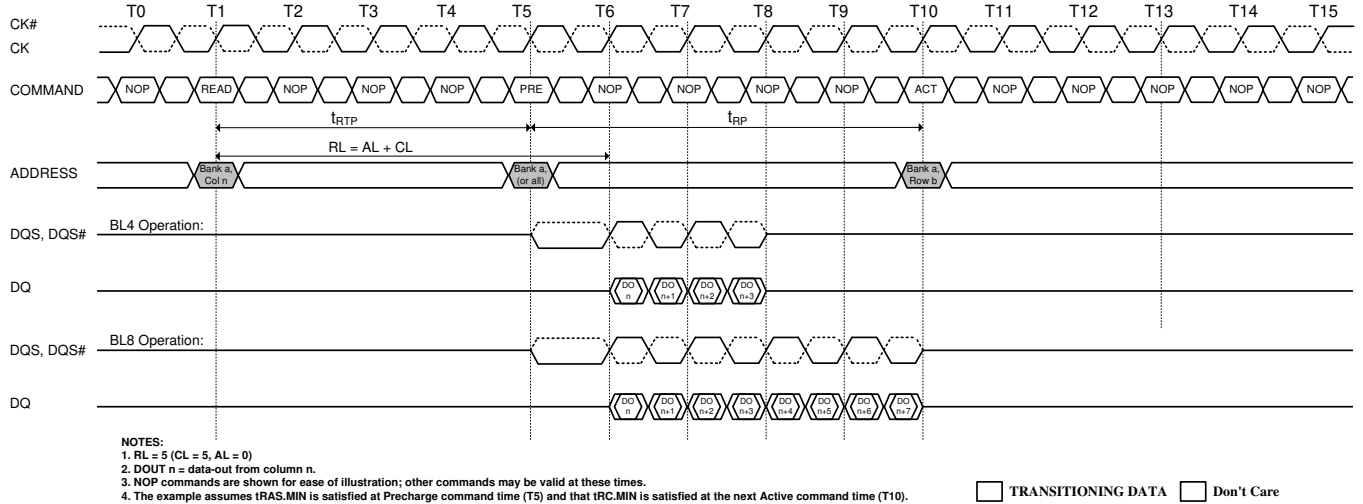 T0 T1 T2 T3 T4 T5 T6 T7 T8 T9 T10 T11 T12 T13 T14 T15
CK#
CK
COMMAND NOP READ NOP NOP NOP PRE NOP NOP NOP NOP ACT NOP NOP NOP NOP NOP
tRTP tRP
RL = AL + CL
ADDRESS Bank a, Col n Bank a, (or all) Bank a, Row b
BL4 Operation:
DQS, DQS#
DQ DO n DO n+1 DO n+2 DO n+3
BL8 Operation:
DQS, DQS#
DQ DO n DO n+1 DO n+2 DO n+3 DO n+4 DO n+5 DO n+6 DO n+7
NOTES:
1. RL = 5 (CL = 5, AL = 0)
2. DOUT n = data-out from column n.
3. NOP commands are shown for ease of illustration; other commands may be valid at these times.
4. The example assumes tRAS.MIN is satisfied at Precharge command time (T5) and that tRC.MIN is satisfied at the next Active command time (T10).
TRANSITIONING DATA Don't Care